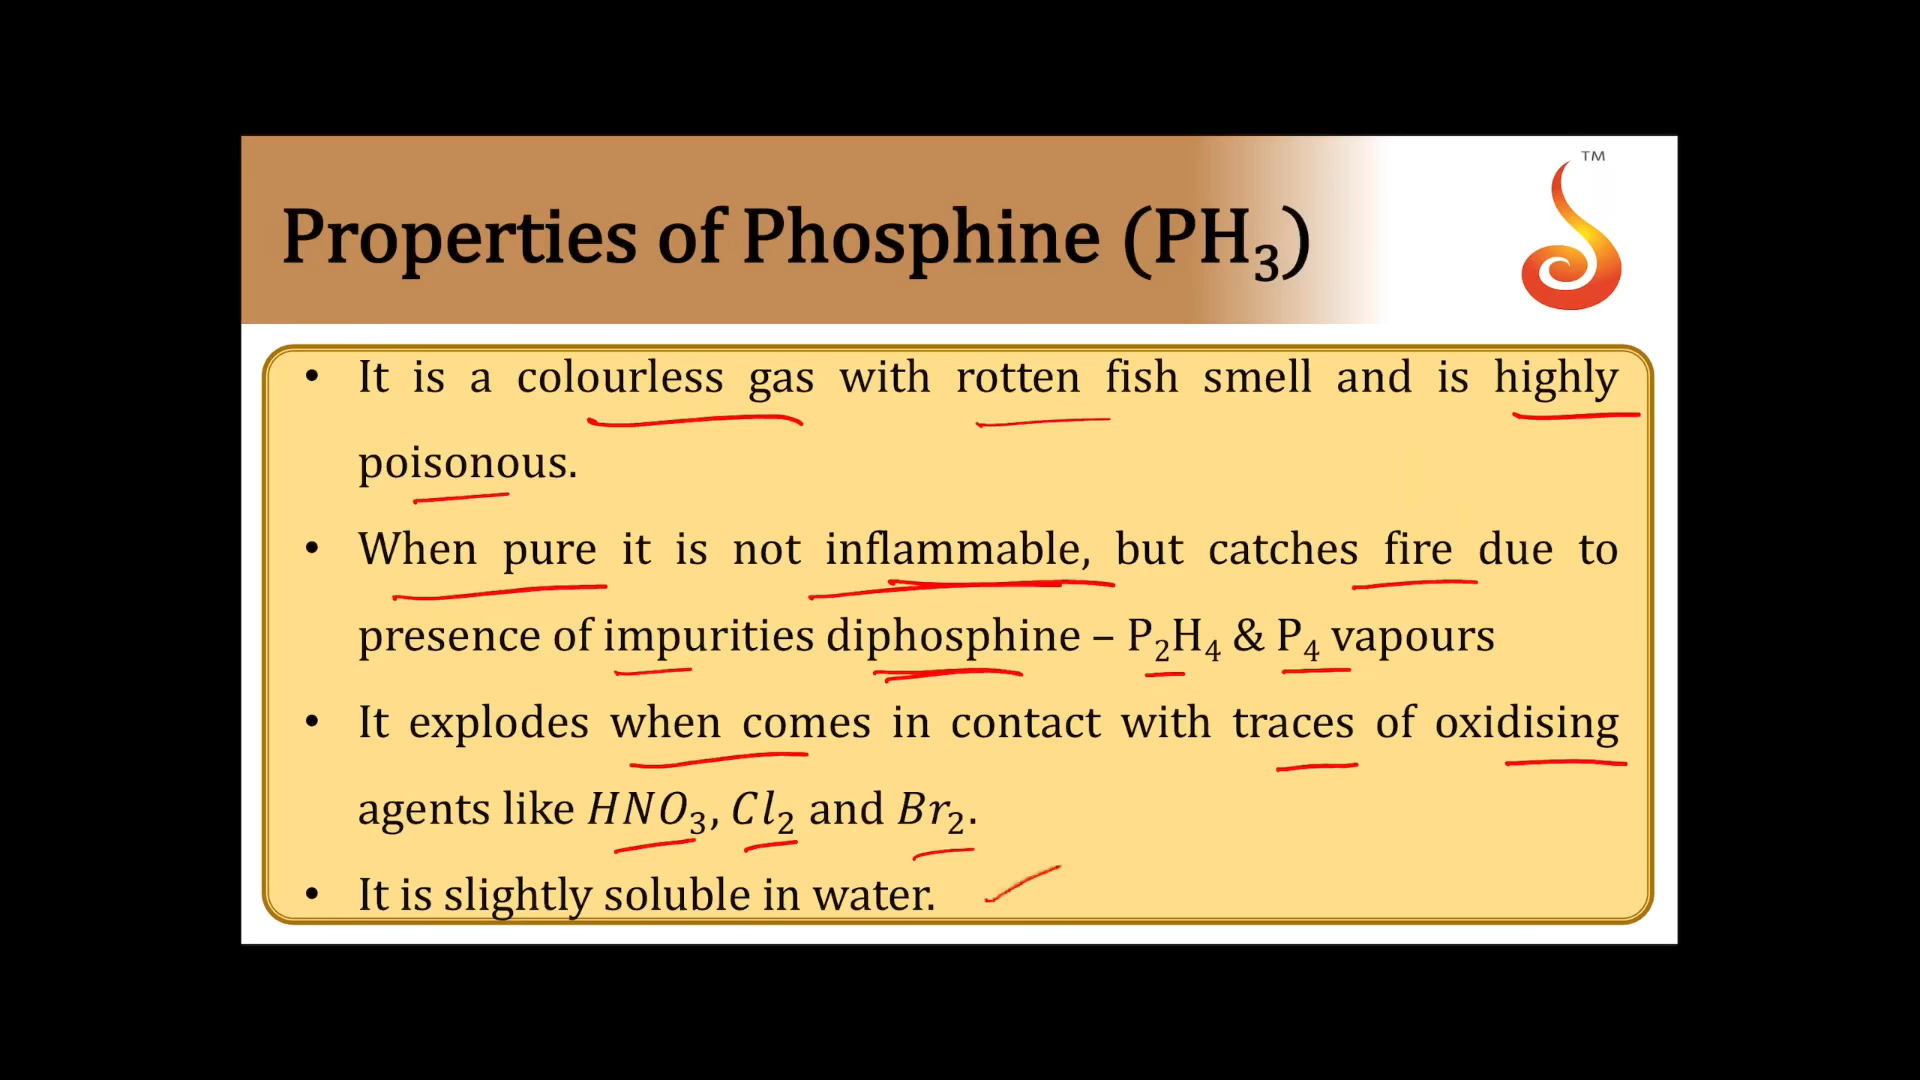 TM
Properties of Phosphine (PH₃)
• It is a colourless gas with rotten fish smell and is highly
poisonous.
• When pure it is not inflammable, but catches fire due to
presence of impurities diphosphine – P₂H₄ & P₄ vapours
• It explodes when comes in contact with traces of oxidising
agents like HNO₃, Cl₂ and Br₂.
• It is slightly soluble in water.